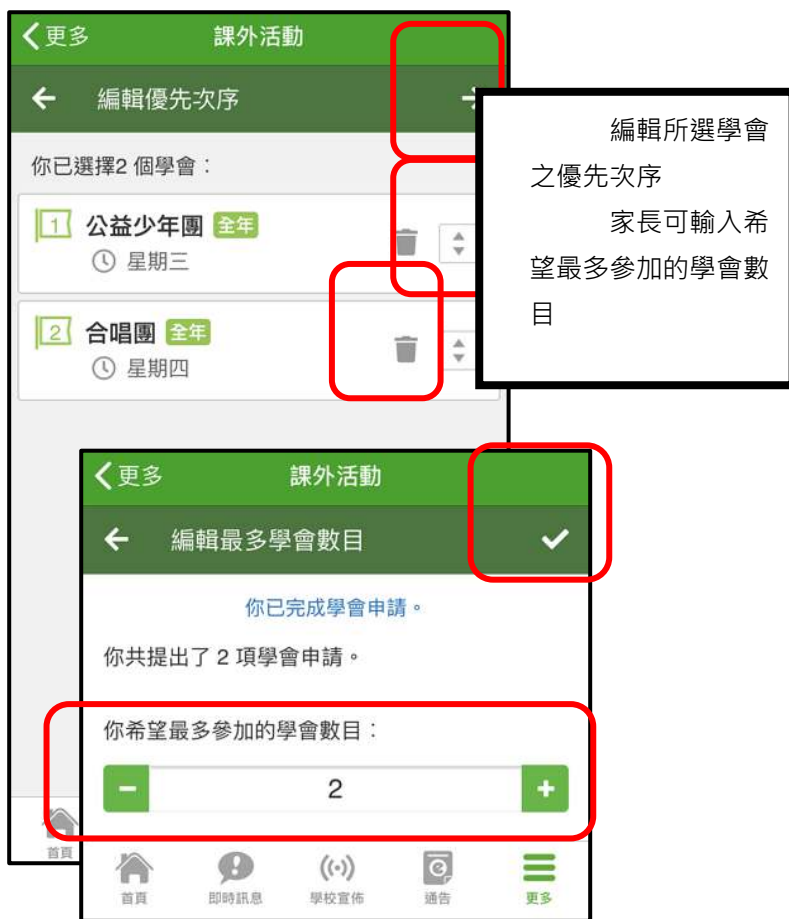 更多 課外活動
編輯優先次序
你已選擇2 個學會：
1 公益少年團 全年
星期三
2 合唱團 全年
星期四
首頁
編輯所選學會
之優先次序
家長可輸入希
望最多參加的學會數
目
更多 課外活動
編輯最多學會數目
你已完成學會申請。
你共提出了 2 項學會申請。
你希望最多參加的學會數目：
− 2 +
首頁 即時訊息 學校宣佈 通告 更多